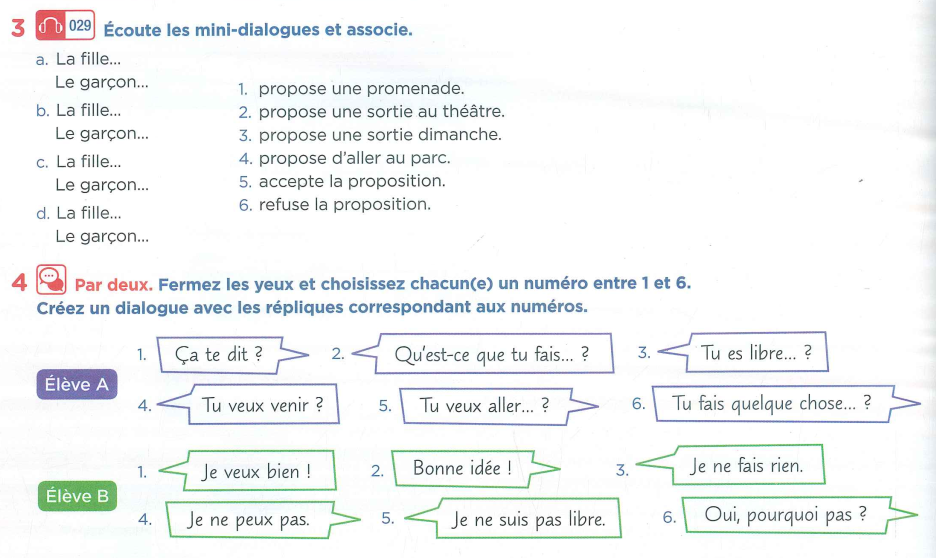 3 029 Écoute les mini-dialogues et associe.
a. La fille...
Le garçon...
b. La fille...
Le garçon...
c. La fille...
Le garçon...
d. La fille...
Le garçon...
1. propose une promenade.
2. propose une sortie au théâtre.
3. propose une sortie dimanche.
4. propose d'aller au parc.
5. accepte la proposition.
6. refuse la proposition.
4 Par deux. Fermez les yeux et choisissez chacun(e) un numéro entre 1 et 6.
Créez un dialogue avec les répliques correspondant aux numéros.
Élève A
1. Ça te dit ? 2. Qu'est-ce que tu fais... ? 3. Tu es libre... ?
4. Tu veux venir ? 5. Tu veux aller... ? 6. Tu fais quelque chose... ?
Élève B
1. Je veux bien ! 2. Bonne idée ! 3. Je ne fais rien.
4. Je ne peux pas. 5. Je ne suis pas libre. 6. Oui, pourquoi pas ?